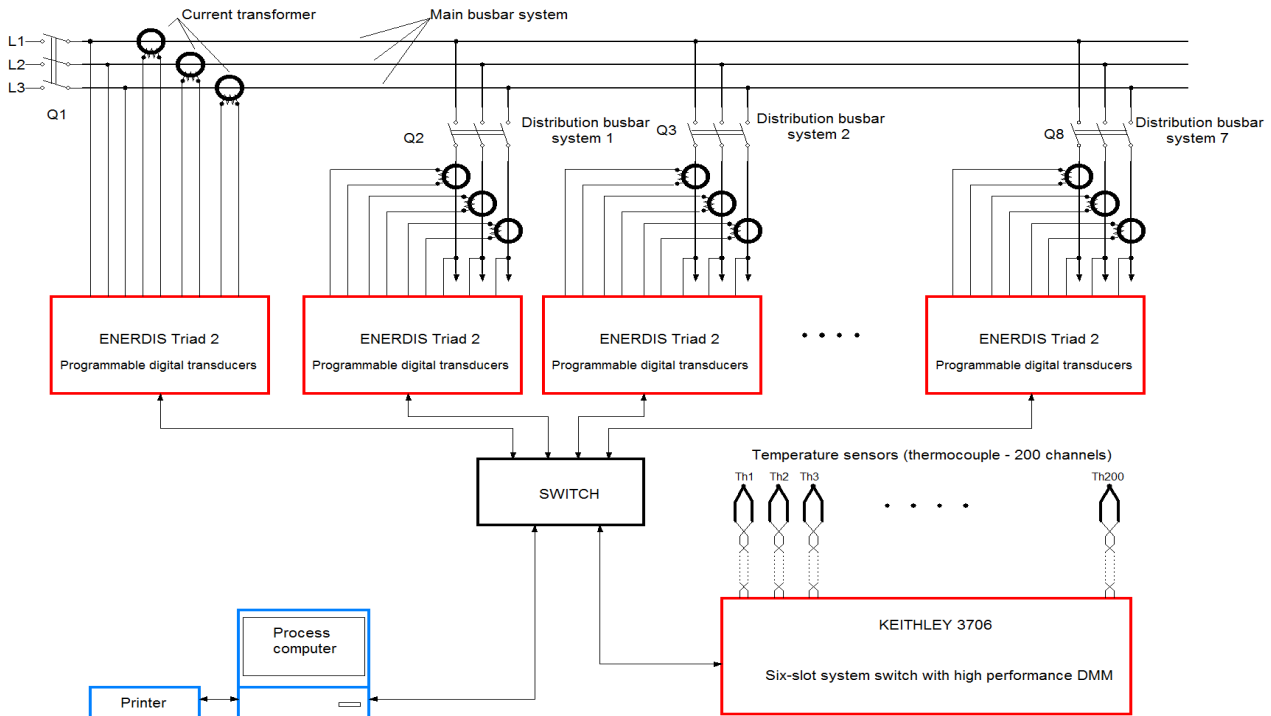 Current transformer
Main busbar system
L1
L2
L3
Q1
Q2
Distribution busbar
system 1
Q3
Distribution busbar
system 2
Q8
Distribution busbar
system 7
ENERDIS Triad 2
Programmable digital transducers
ENERDIS Triad 2
Programmable digital transducers
ENERDIS Triad 2
Programmable digital transducers
ENERDIS Triad 2
Programmable digital transducers
SWITCH
Temperature sensors (thermocouple - 200 channels)
Th1
Th2
Th3
Th200
KEITHLEY 3706
Six-slot system switch with high performance DMM
Process
computer
Printer